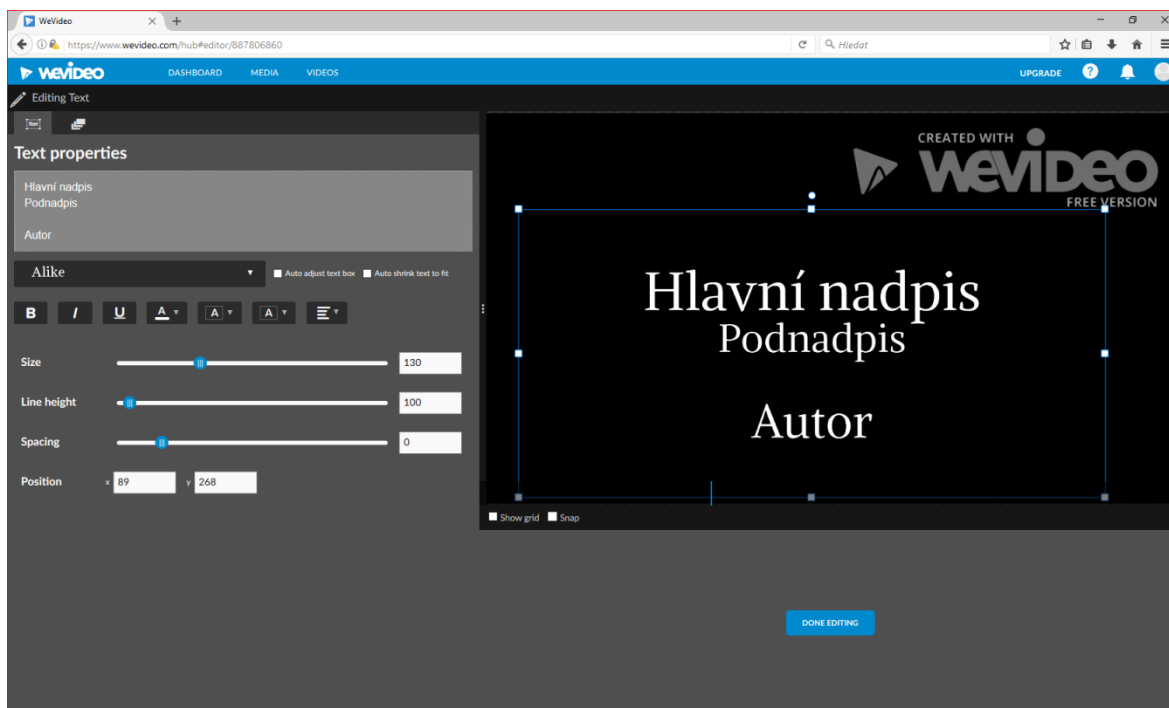 WeVideo
https://www.wevideo.com/hub#editor/887806860
Hledat
WEVIDEO
DASHBOARD MEDIA VIDEOS
UPGRADE ?
Editing Text
Text
Text properties
Hlavní nadpis
Podnadpis
Autor
Alike
Auto adjust text box Auto shrink text to fit
B I U A A A
Size 130
Line height 100
Spacing 0
Position x 89 y 268
CREATED WITH
WEVIDEO
FREE VERSION
Hlavní nadpis
Podnadpis
Autor
Show grid Snap
DONE EDITING